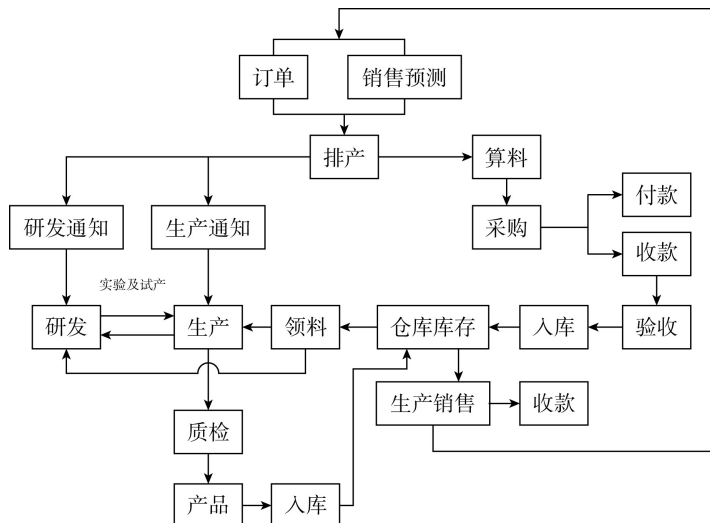 订单
销售预测
排产
算料
付款
研发通知
生产通知
采购
收款
实验及试产
研发
生产
领料
仓库库存
入库
验收
生产销售
收款
质检
产品
入库